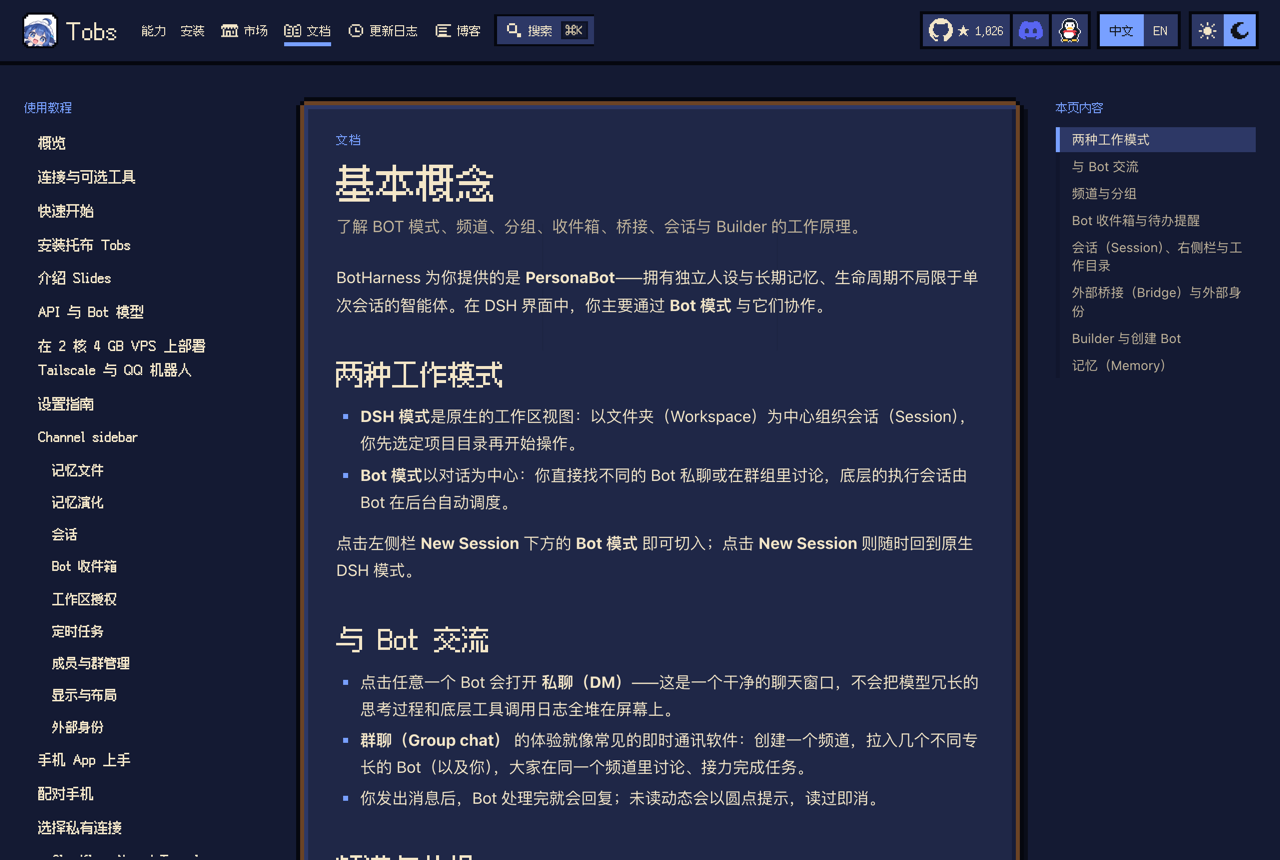 Tobs
能力
安装
市场
文档
更新日志
博客
搜索 ⌘K
★ 1,026
中文
EN
使用教程
概览
连接与可选工具
快速开始
安装托布 Tobs
介绍 Slides
API 与 Bot 模型
在 2 核 4 GB VPS 上部署
Tailscale 与 QQ 机器人
设置指南
Channel sidebar
记忆文件
记忆演化
会话
Bot 收件箱
工作区授权
定时任务
成员与群管理
显示与布局
外部身份
手机 App 上手
配对手机
选择私有连接
文档
基本概念
了解 BOT 模式、频道、分组、收件箱、桥接、会话与 Builder 的工作原理。
BotHarness 为你提供的是 PersonaBot——拥有独立人设与长期记忆、生命周期不局限于单
次会话的智能体。在 DSH 界面中，你主要通过 Bot 模式 与它们协作。
两种工作模式
DSH 模式是原生的工作区视图：以文件夹（Workspace）为中心组织会话（Session），
你先选定项目目录再开始操作。
Bot 模式以对话为中心：你直接找不同的 Bot 私聊或在群组里讨论，底层的执行会话由
Bot 在后台自动调度。
点击左侧栏 New Session 下方的 Bot 模式 即可切入；点击 New Session 则随时回到原生
DSH 模式。
与 Bot 交流
点击任意一个 Bot 会打开 私聊（DM）——这是一个干净的聊天窗口，不会把模型冗长的
思考过程和底层工具调用日志全堆在屏幕上。
群聊（Group chat） 的体验就像常见的即时通讯软件：创建一个频道，拉入几个不同专
长的 Bot（以及你），大家在同一个频道里讨论、接力完成任务。
你发出消息后，Bot 处理完就会回复；未读动态会以圆点提示，读过即消。
本页内容
两种工作模式
与 Bot 交流
频道与分组
Bot 收件箱与待办提醒
会话（Session）、右侧栏与工
作目录
外部桥接（Bridge）与外部身
份
Builder 与创建 Bot
记忆（Memory）